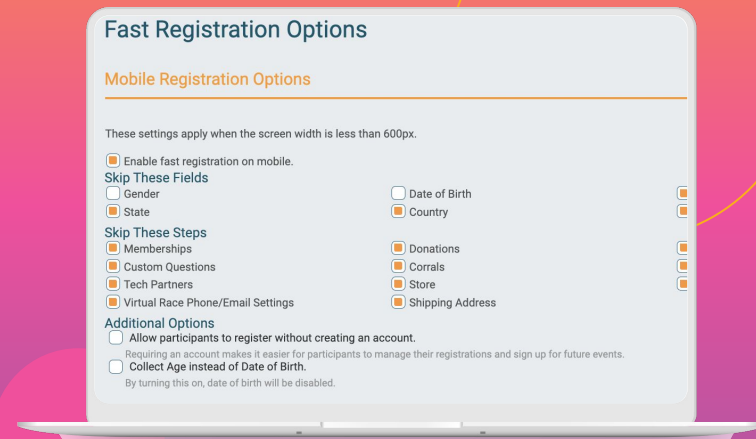 Fast Registration Options
Mobile Registration Options
These settings apply when the screen width is less than 600px.
Enable fast registration on mobile.
Skip These Fields
Gender Date of Birth
State Country
Skip These Steps
Memberships Donations
Custom Questions Corrals
Tech Partners Store
Virtual Race Phone/Email Settings Shipping Address
Additional Options
Allow participants to register without creating an account.
Requiring an account makes it easier for participants to manage their registrations and sign up for future events.
Collect Age instead of Date of Birth.
By turning this on, date of birth will be disabled.